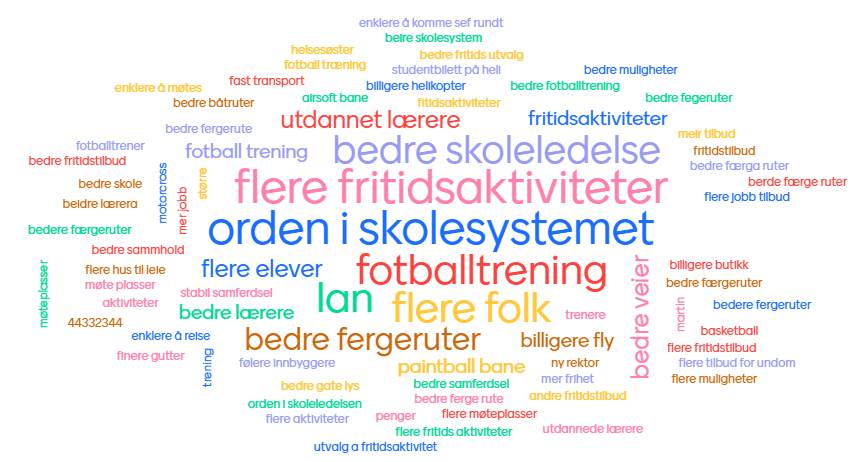 enklere å komme sef rundt
beire skolesystem
helsesøster
bedre fritids utvalg
fotball træning
studentbilett på heli
bedre muligheter
fast transport
enklere å møtes
billigere helikopter
bedre fotballtrening
bedre båtruter
airsoft bane
fitidsaktiviteter
bedre fegeruter
utdannet lærere
fritidsaktiviteter
bedre fergerute
meir tilbud
fotballtrener
fotball trening
bedre skoleledelse
fritidstilbud
bedre fritidstilbud
bedre færga ruter
motorcross
større
bedre skole
flere fritidsaktiviteter
berde færge ruter
mer jobb
flere jobb tilbud
beldre lærera
orden i skolesystemet
bedere færgeruter
bedre sammhold
flere hus til leie
flere elever
fotballtrening
bedre veier
billigere butikk
møteplasser
møte plasser
stabil samferdsel
bedre færgeruter
aktiviteter
lan
flere folk
martin
bedere fergeruter
bedre lærere
trenere
44332344
enklere å reise
bedre fergeruter
billigere fly
basketball
finere gutter
trening
følere innbyggere
paintball bane
ny rektor
flere fritidstilbud
flere tilbud for undom
mer frihet
flere muligheter
bedre gate lys
bedre samferdsel
andre fritidstilbud
orden i skoleledelsen
bedre ferge rute
flere aktiviteter
penger
flere møteplasser
flere fritids aktiviteter
utdannede lærere
utvalg a fritidsaktivitet